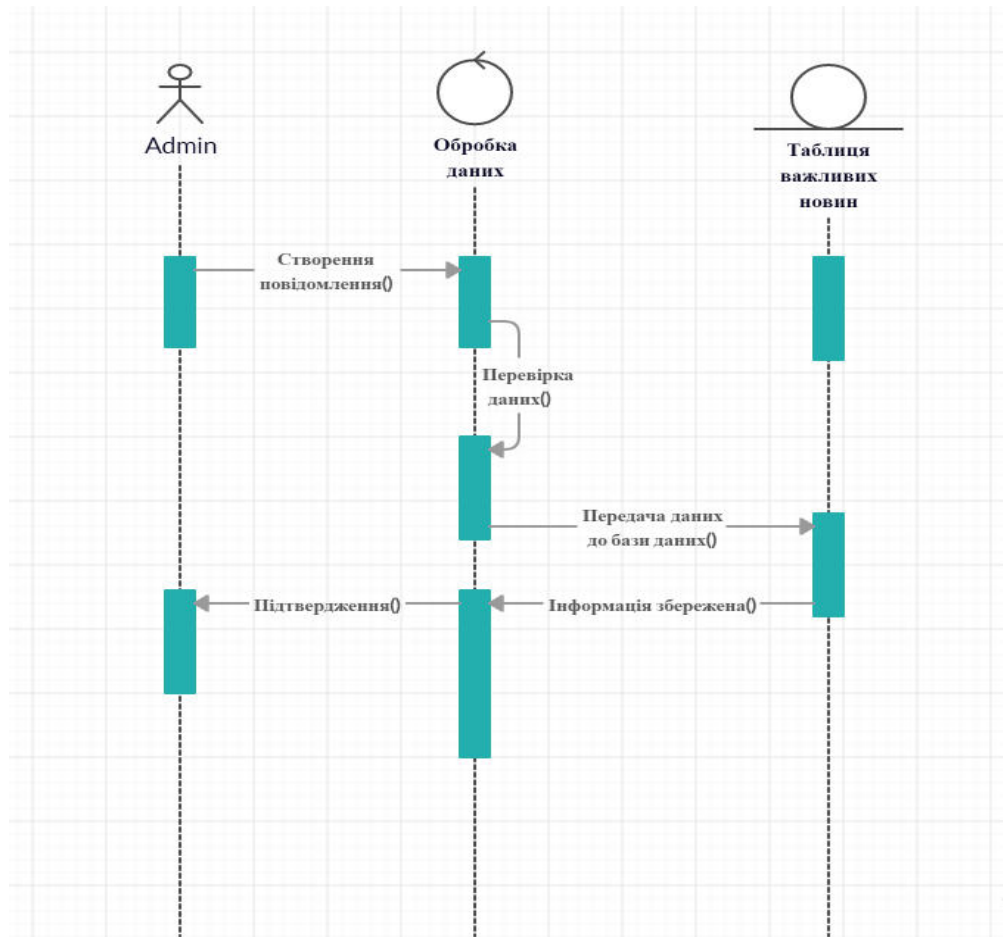 Admin
Обробка
даних
Таблиця
важливих
новин
Створення
повідомлення()
Перевірка
даних()
Передача даних
до бази даних()
Підтвердження()
Інформація збережена()